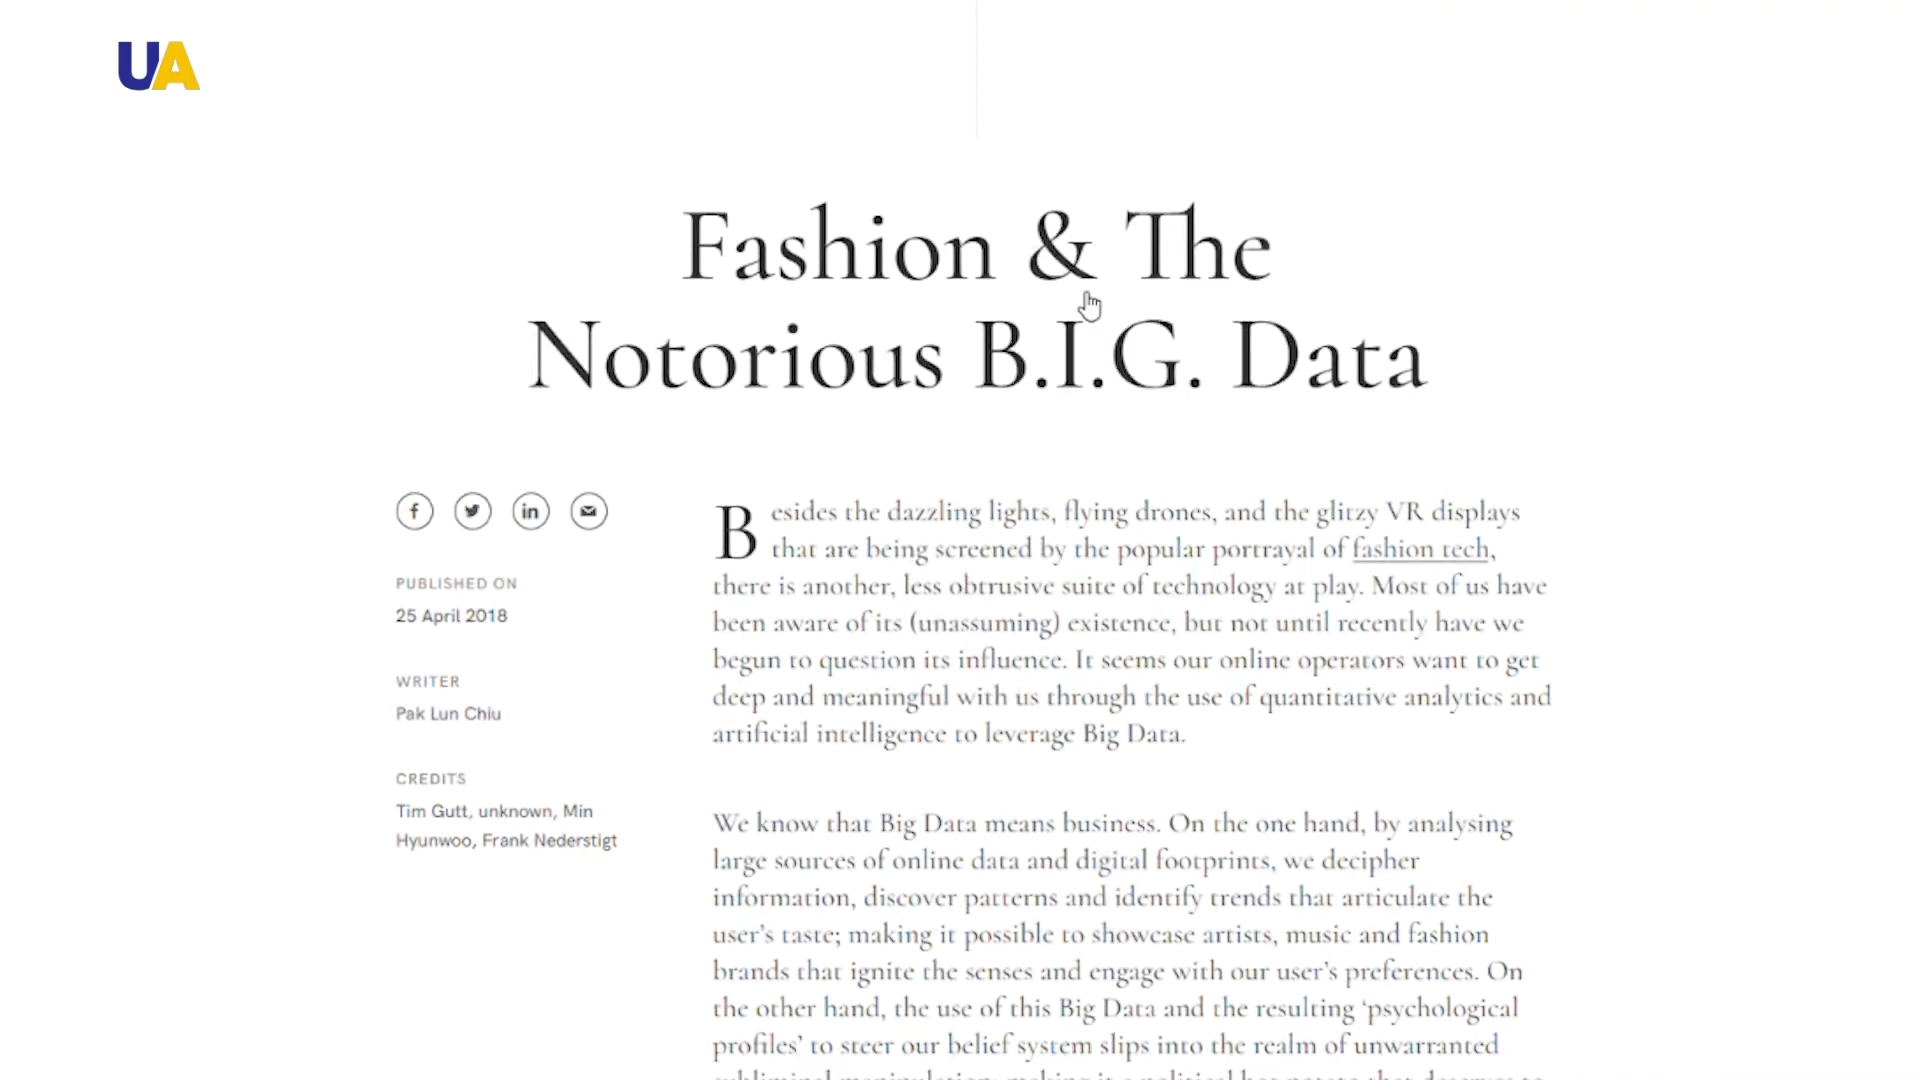 UA
Fashion & The
Notorious B.I.G. Data
PUBLISHED ON
25 April 2018
WRITER
Pak Lun Chiu
CREDITS
Tim Gutt, unknown, Min
Hyunwoo, Frank Nederstigt
Besides the dazzling lights, flying drones, and the glitzy VR displays
that are being screened by the popular portrayal of fashion tech,
there is another, less obtrusive suite of technology at play. Most of us have
been aware of its (unassuming) existence, but not until recently have we
begun to question its influence. It seems our online operators want to get
deep and meaningful with us through the use of quantitative analytics and
artificial intelligence to leverage Big Data.
We know that Big Data means business. On the one hand, by analysing
large sources of online data and digital footprints, we decipher
information, discover patterns and identify trends that articulate the
user's taste; making it possible to showcase artists, music and fashion
brands that ignite the senses and engage with our user's preferences. On
the other hand, the use of this Big Data and the resulting ‘psychological
profiles’ to steer our belief system slips into the realm of unwarranted